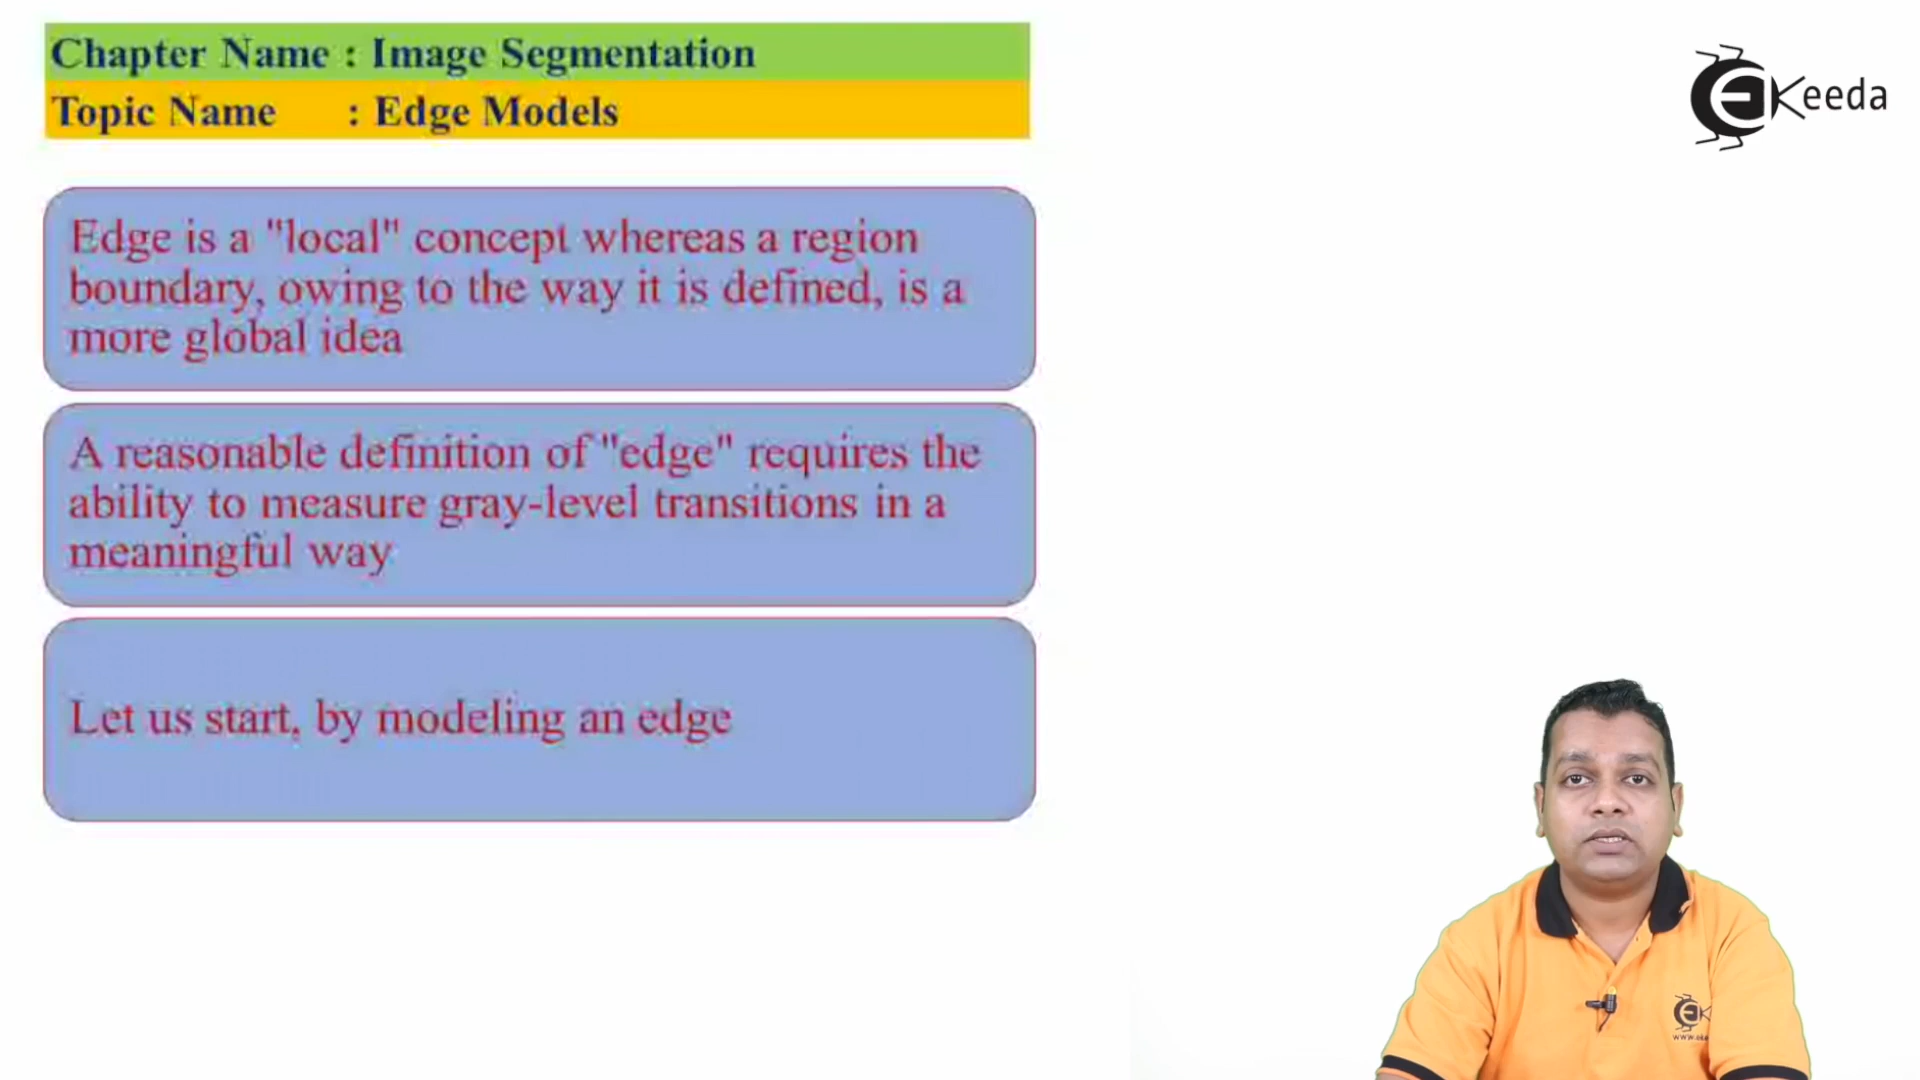 Chapter Name : Image Segmentation
Topic Name : Edge Models
Keeda
Edge is a "local" concept whereas a region
boundary, owing to the way it is defined, is a
more global idea
A reasonable definition of "edge" requires the
ability to measure gray-level transitions in a
meaningful way
Let us start, by modeling an edge